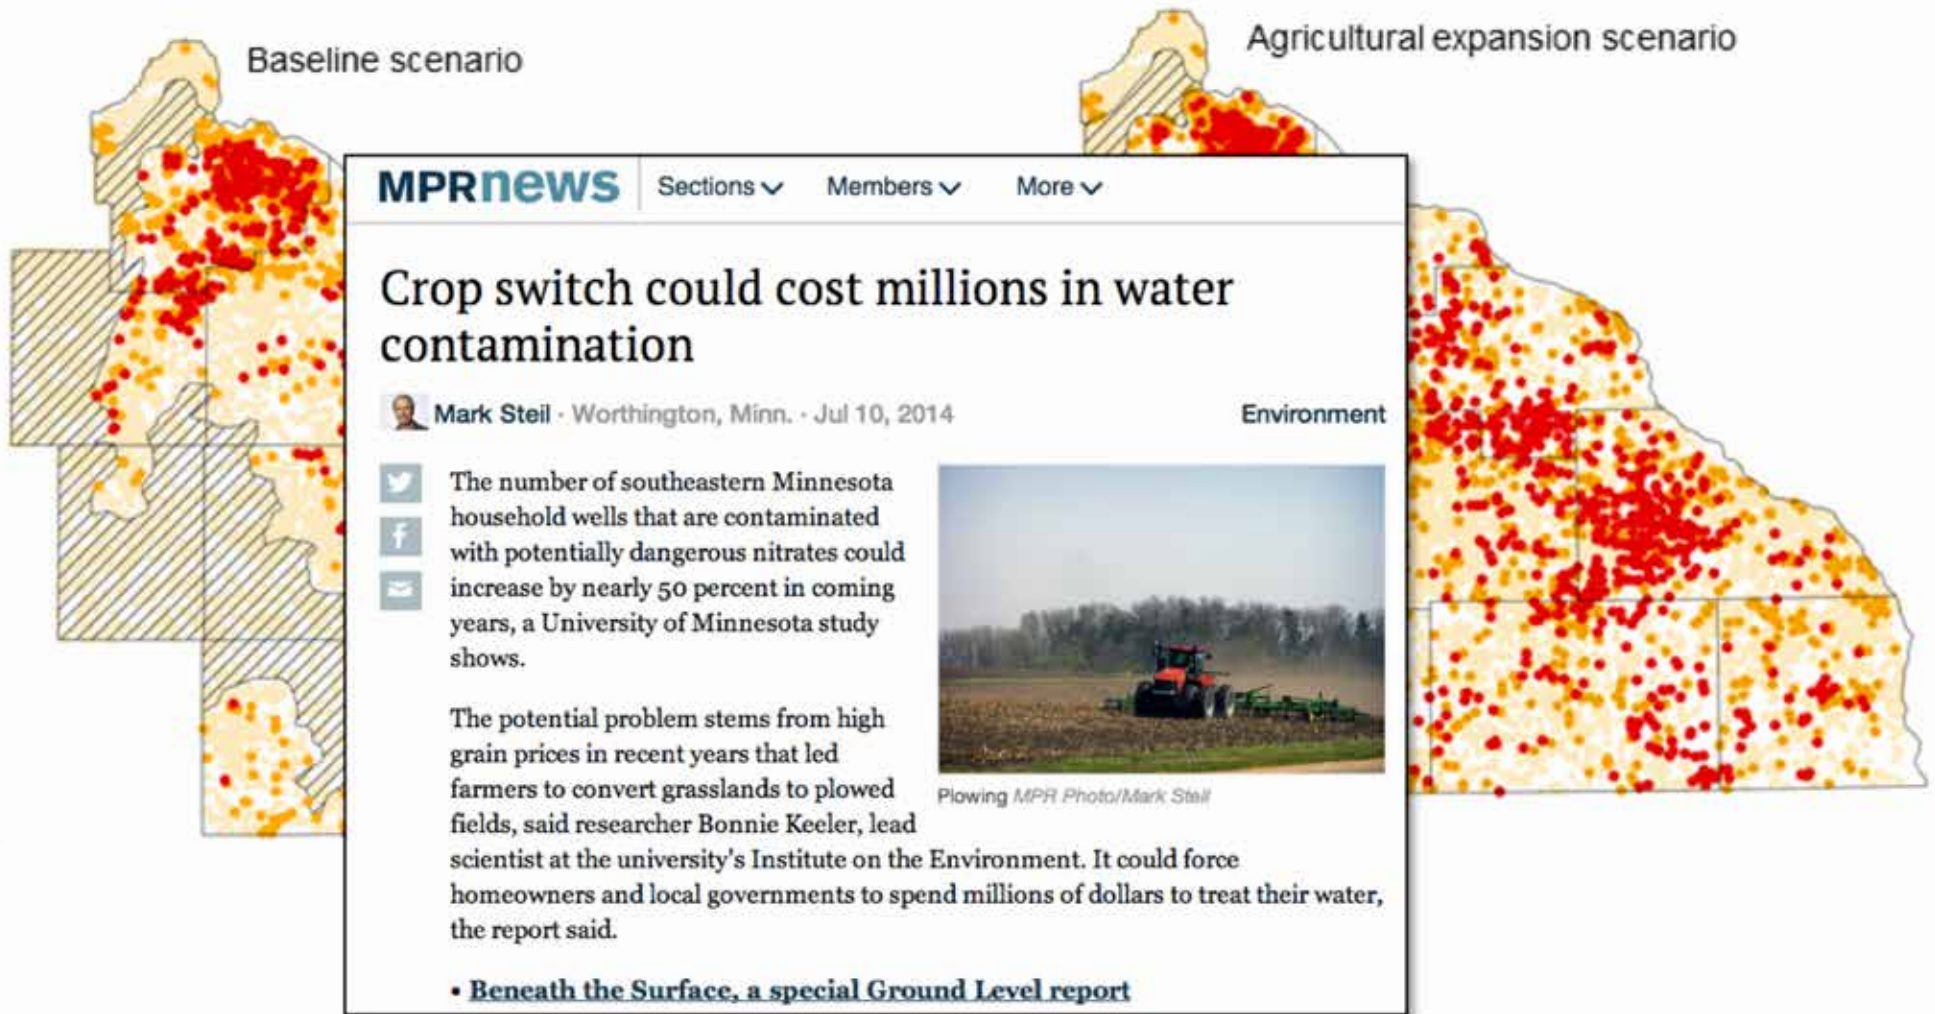 Baseline scenario
Agricultural expansion scenario
MPRnews
Sections
Members
More
Crop switch could cost millions in water
contamination
Mark Steil · Worthington, Minn. · Jul 10, 2014
Environment
The number of southeastern Minnesota
household wells that are contaminated
with potentially dangerous nitrates could
increase by nearly 50 percent in coming
years, a University of Minnesota study
shows.
Plowing MPR Photo/Mark Steil
The potential problem stems from high
grain prices in recent years that led
farmers to convert grasslands to plowed
fields, said researcher Bonnie Keeler, lead
scientist at the university's Institute on the Environment. It could force
homeowners and local governments to spend millions of dollars to treat their water,
the report said.
• Beneath the Surface, a special Ground Level report